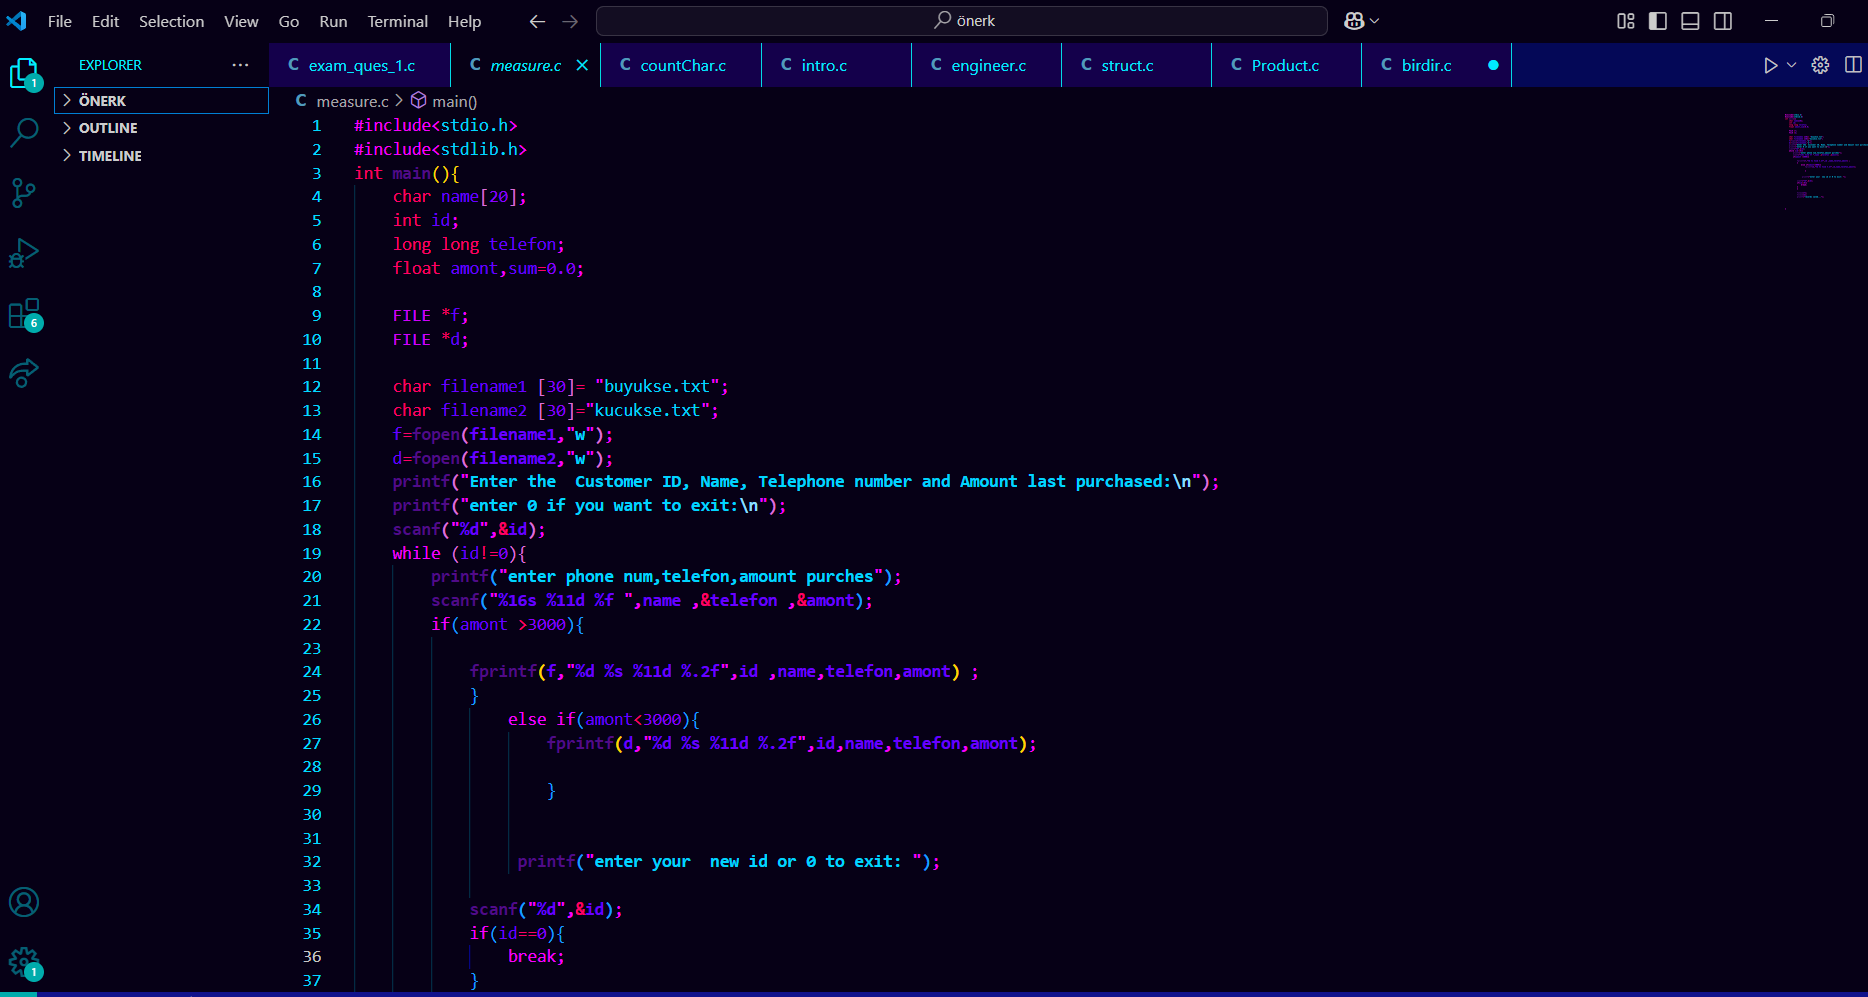 File Edit Selection View Go Run Terminal Help
önerk
EXPLORER
ÖNERK
OUTLINE
TIMELINE
1
6
1
exam_ques_1.c measure.c countChar.c intro.c engineer.c struct.c Product.c birdir.c
C measure.c > main()
1 #include<stdio.h>
2 #include<stdlib.h>
3 int main(){
4 char name[20];
5 int id;
6 long long telefon;
7 float amont,sum=0.0;
8
9 FILE *f;
10 FILE *d;
11
12 char filename1 [30]= "buyukse.txt";
13 char filename2 [30]="kucukse.txt";
14 f=fopen(filename1,"w");
15 d=fopen(filename2,"w");
16 printf("Enter the  Customer ID, Name, Telephone number and Amount last purchased:\n");
17 printf("enter 0 if you want to exit:\n");
18 scanf("%d",&id);
19 while (id!=0){
20 printf("enter phone num,telefon,amount purches");
21 scanf("%16s %11d %f ",name ,&telefon ,&amont);
22 if(amont >3000){
23
24 fprintf(f,"%d %s %11d %.2f",id ,name,telefon,amont) ;
25 }
26 else if(amont<3000){
27 fprintf(d,"%d %s %11d %.2f",id,name,telefon,amont);
28
29 }
30
31
32 printf("enter your  new id or 0 to exit: ");
33
34 scanf("%d",&id);
35 if(id==0){
36 break;
37 }